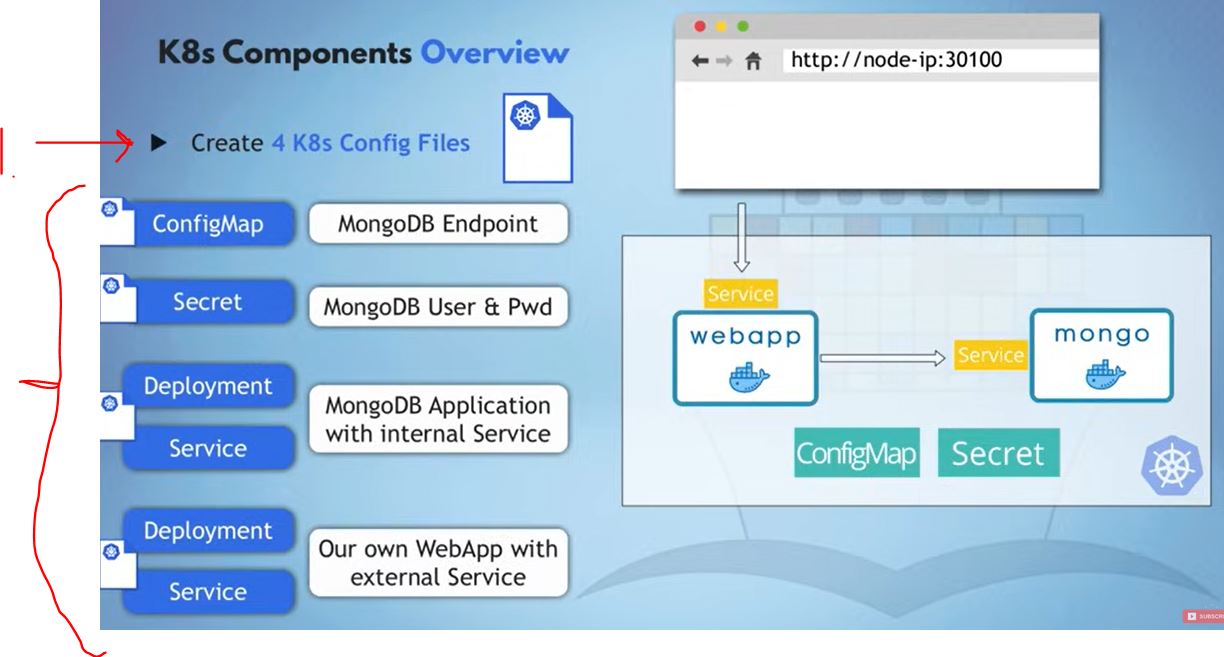 K8s Components Overview
1.
Create 4 K8s Config Files
ConfigMap
MongoDB Endpoint
Secret
MongoDB User & Pwd
Deployment
Service
MongoDB Application
with internal Service
Deployment
Service
Our own WebApp with
external Service
http://node-ip:30100
Service
webapp
Service
mongo
ConfigMap
Secret